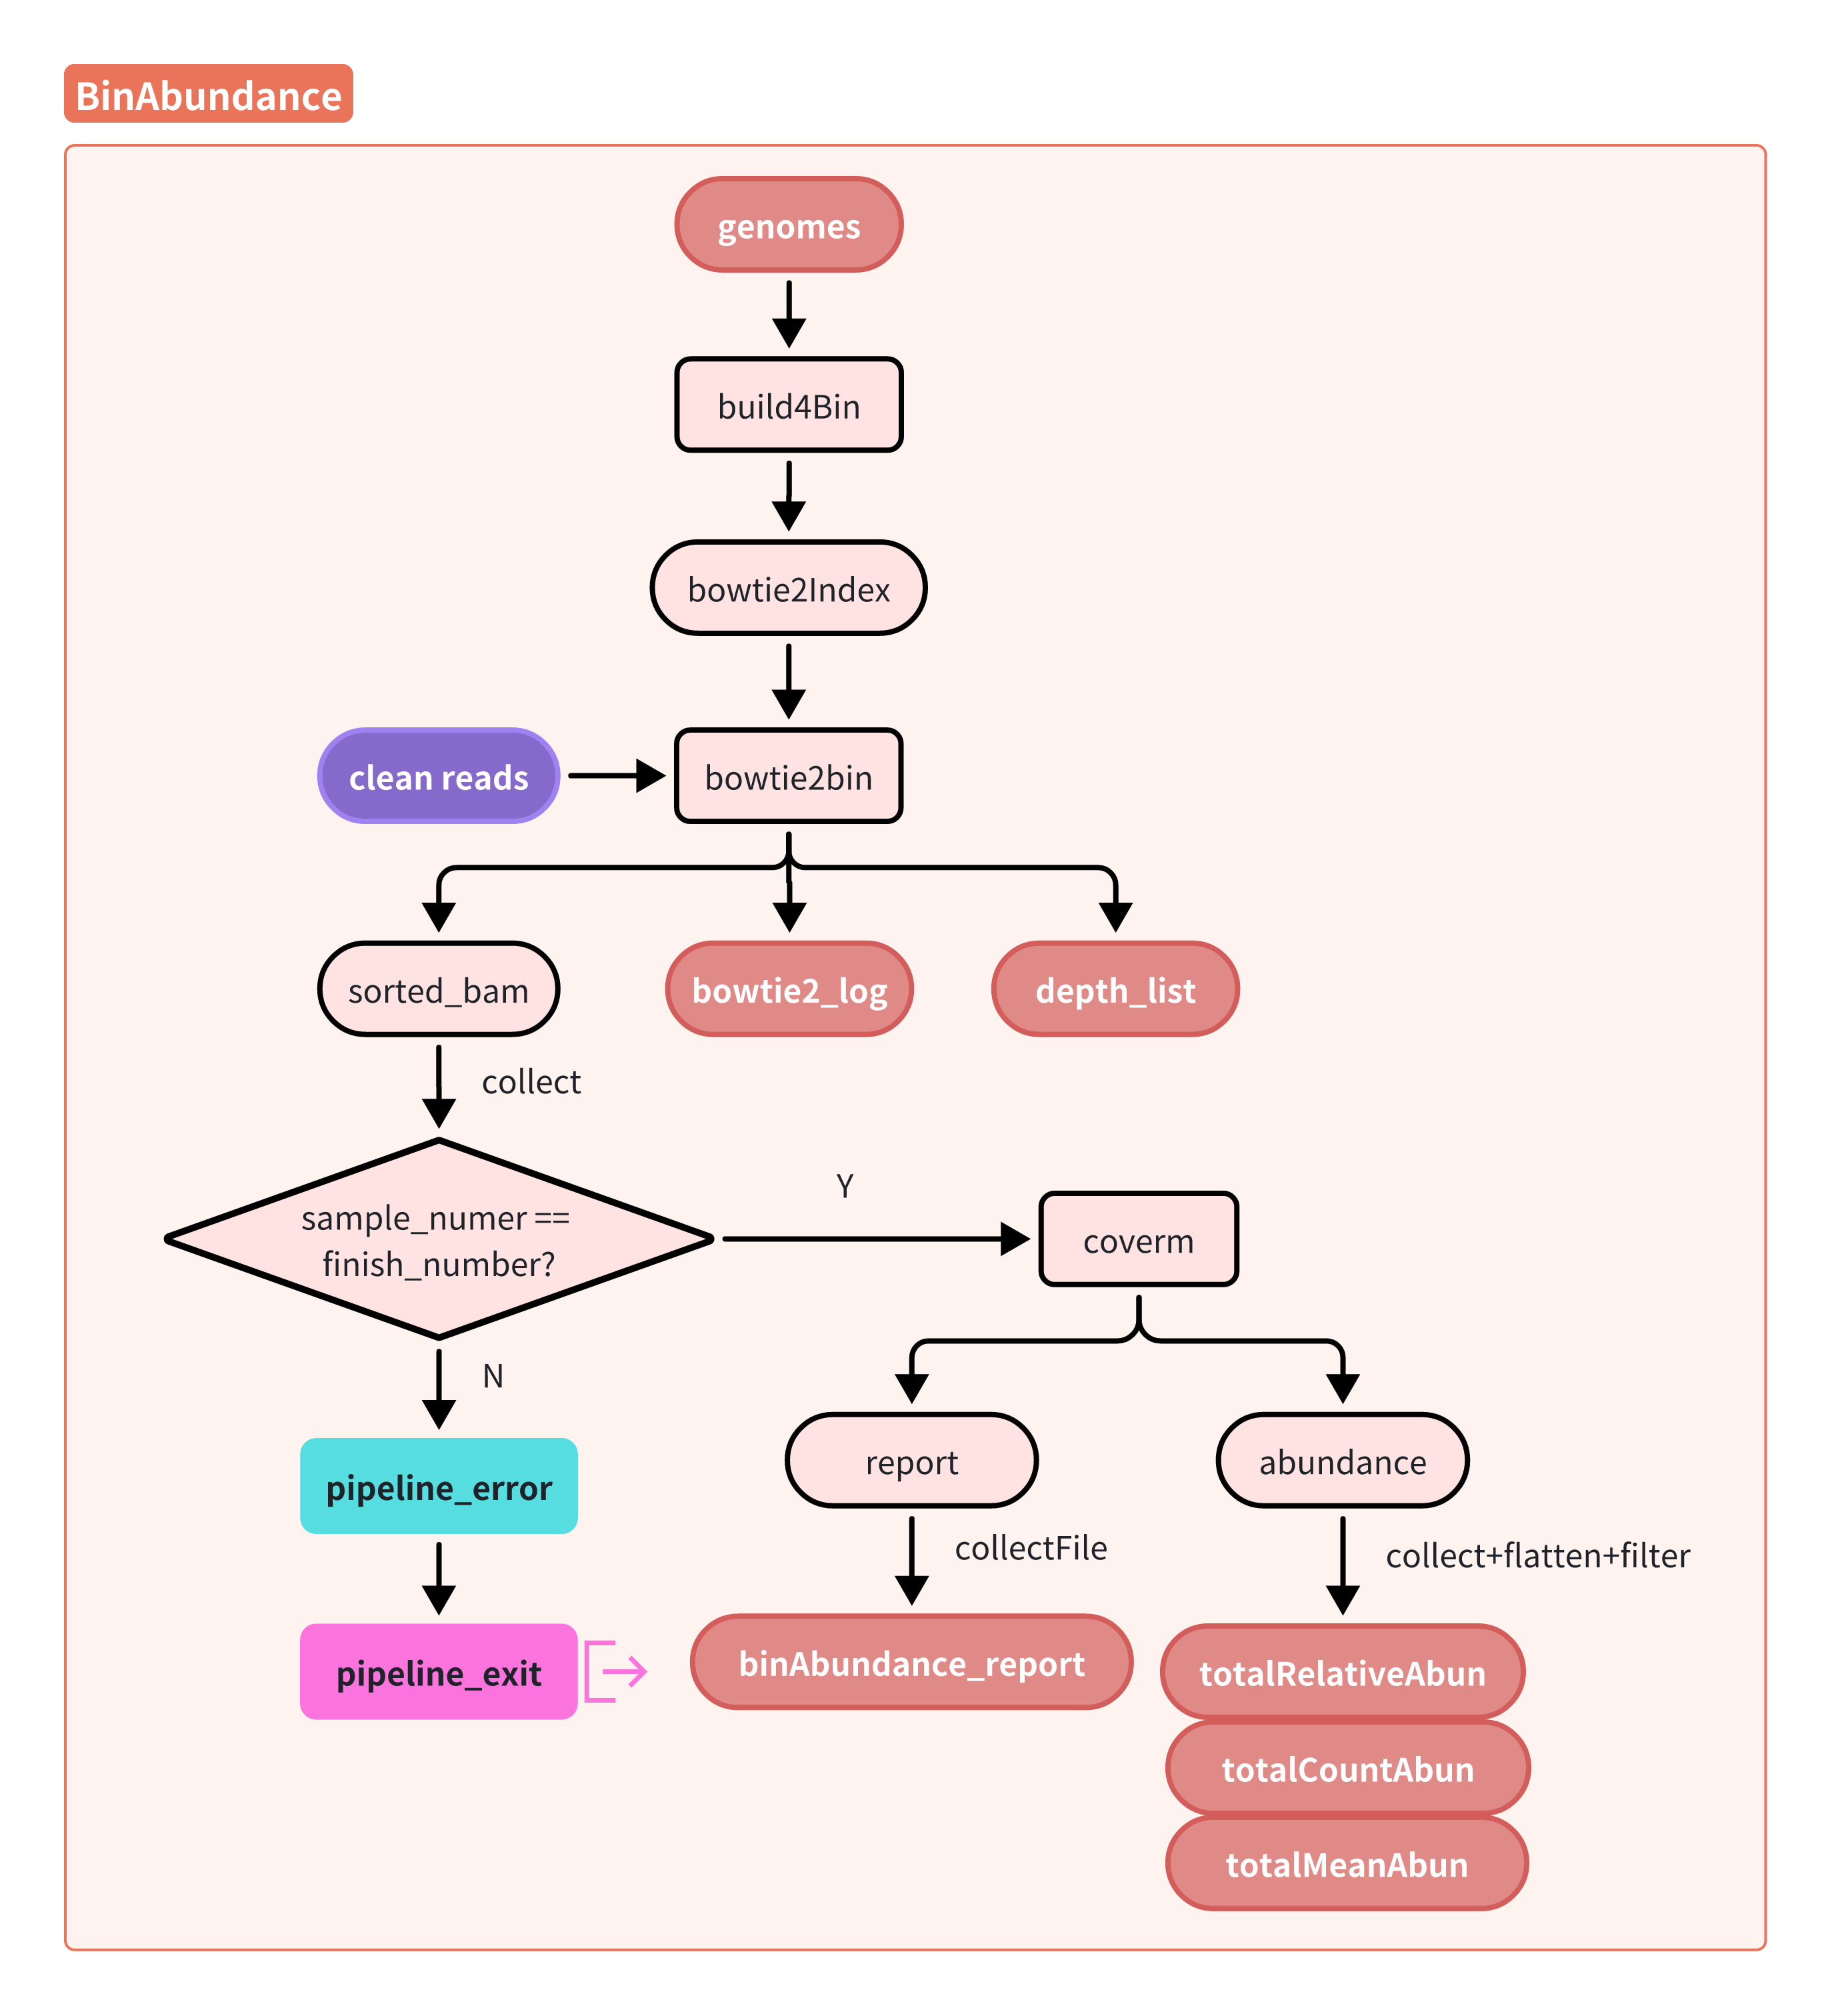 BinAbundance
genomes
build4Bin
bowtie2Index
clean reads
bowtie2bin
sorted_bam
bowtie2_log
depth_list
collect
sample_numer ==
finish_number?
Y
coverm
N
pipeline_error
report
abundance
collectFile
collect+flatten+filter
pipeline_exit
binAbundance_report
totalRelativeAbun
totalCountAbun
totalMeanAbun